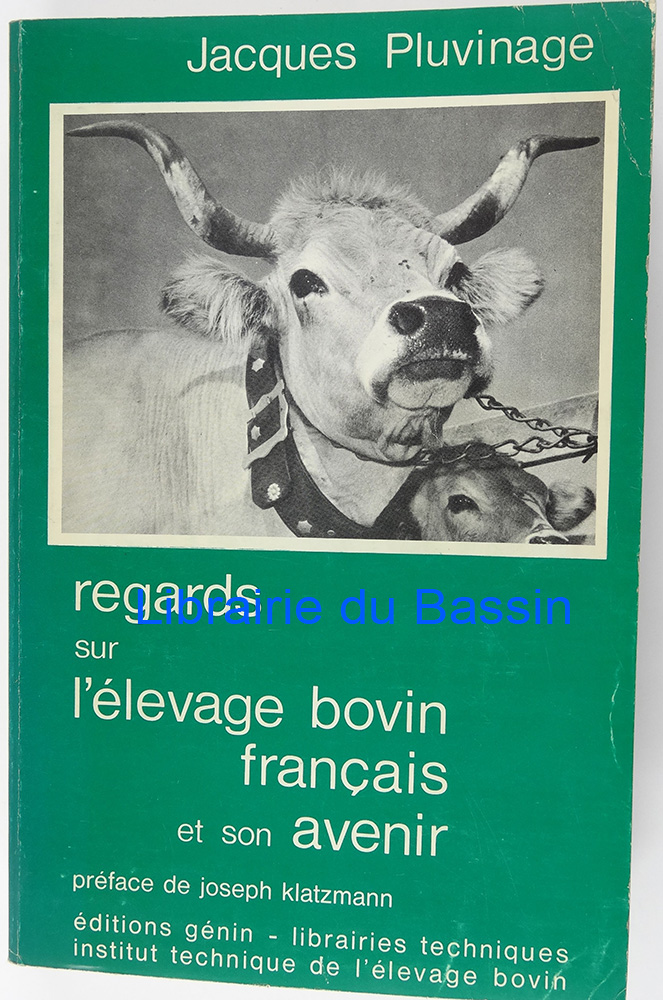 Jacques Pluvinage
regards
Librairie du Bassin
sur
l'élevage bovin
français
et son avenir
préface de joseph klatzmann
éditions génin - librairies techniques
institut technique de l'élevage bovin